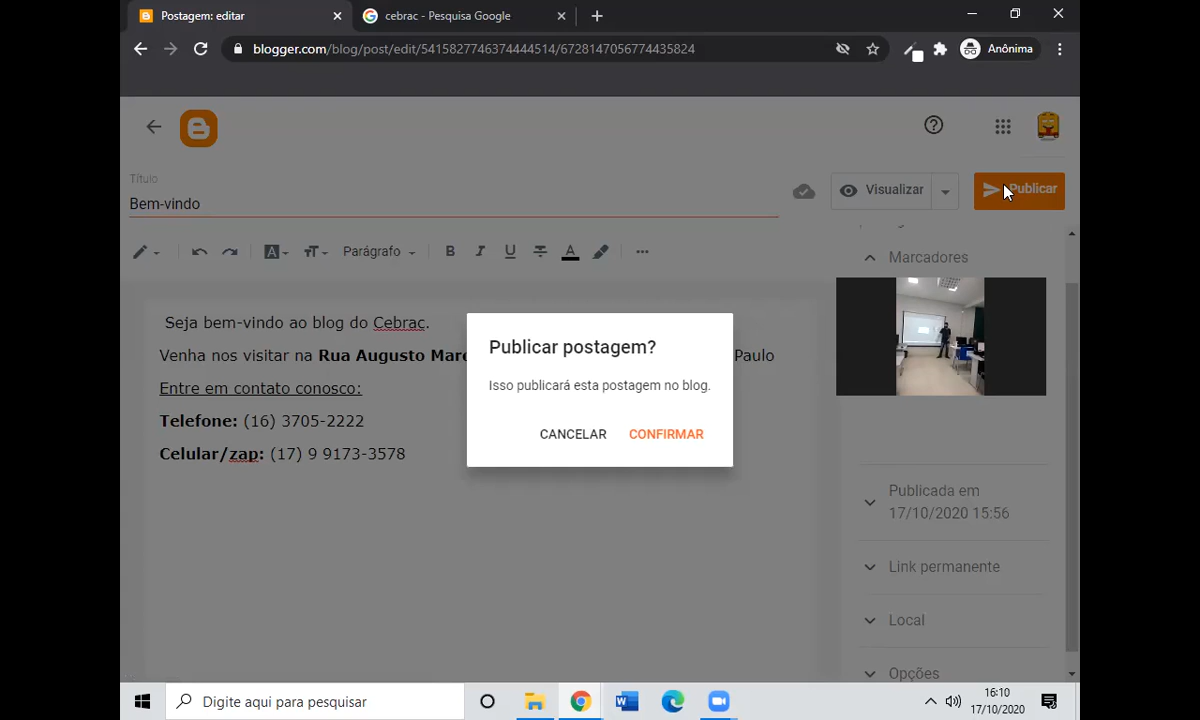 Postagem: editar
cebrac - Pesquisa Google
blogger.com/blog/post/edit/5415827746374444514/6728147056774435824
Anônima
Título
Bem-vindo
Visualizar
Publicar
Parágrafo
Marcadores
Seja bem-vindo ao blog do Cebrac.
Venha nos visitar na Rua Augusto Marc
Paulo
Entre em contato conosco:
Telefone: (16) 3705-2222
Celular/zap: (17) 9 9173-3578
Publicar postagem?
Isso publicará esta postagem no blog.
CANCELAR CONFIRMAR
Publicada em
17/10/2020 15:56
Link permanente
Local
Opções
Digite aqui para pesquisar
16:10
17/10/2020